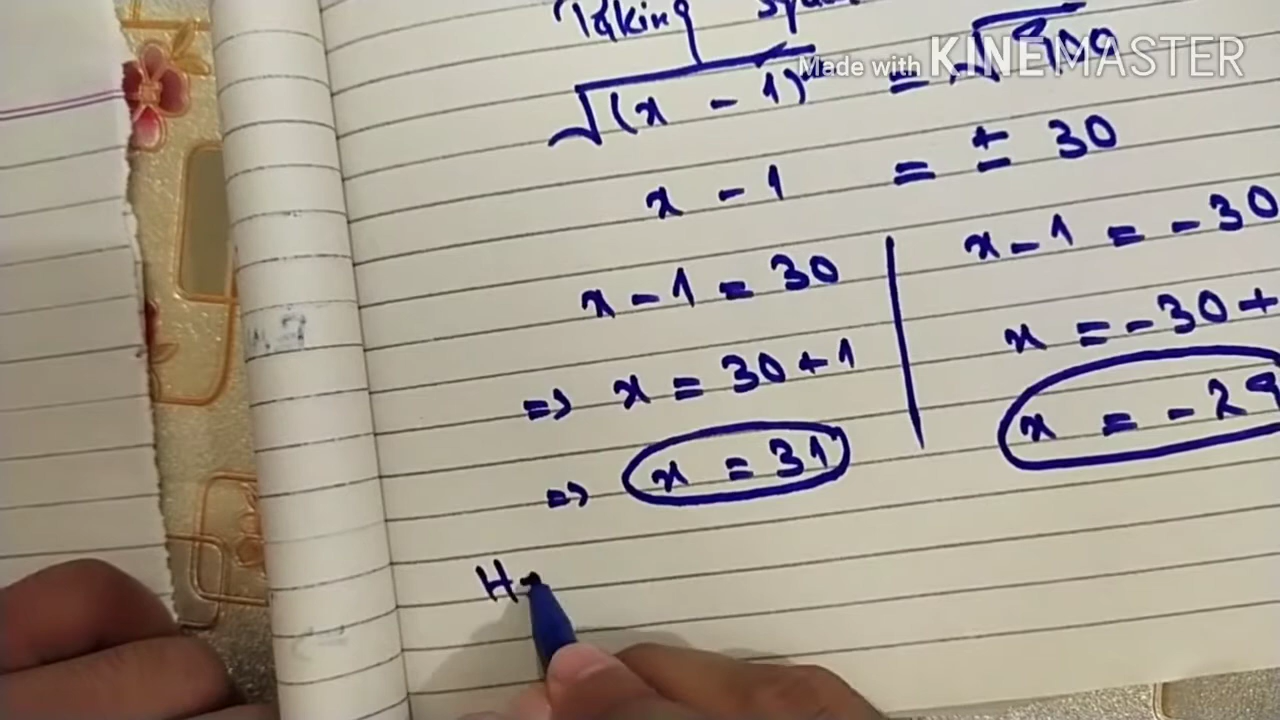 Taking
Made with KINEMASTER
√(x - 1)² = √900
x - 1 = ± 30
x - 1 = 30
x - 1 = - 30
⇒ x = 30 + 1
x = - 30 +
⇒ x = 31
x = - 29